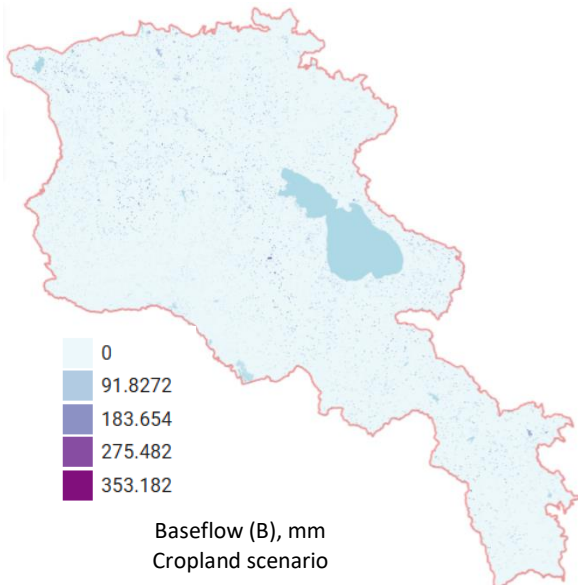 0
91.8272
183.654
275.482
353.182
Baseflow (B), mm
Cropland scenario